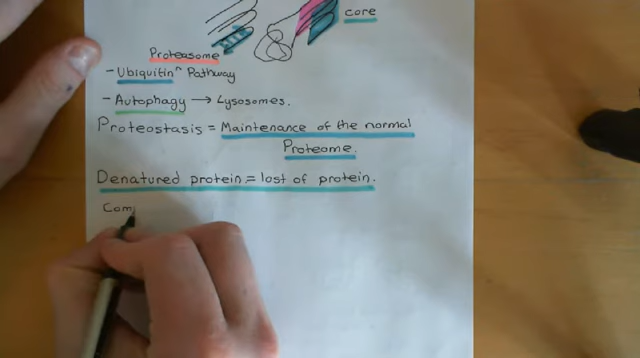 core
Proteasome
- Ubiquitin ^ Pathway
- Autophagy → Lysosomes.
Proteostasis = Maintenance of the normal
Proteome.
Denatured protein = lost of protein.
Com